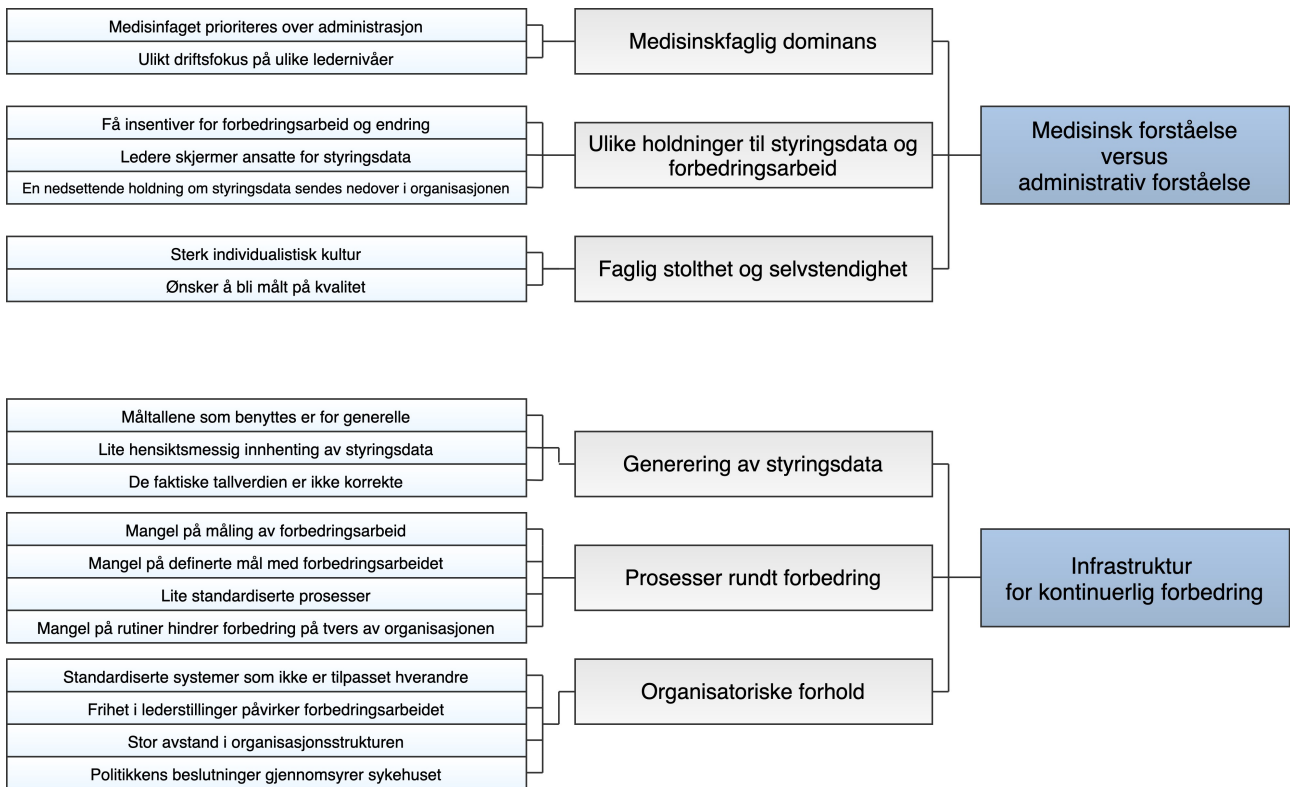 Medisinfaget prioriteres over administrasjon
Ulikt driftsfokus på ulike ledernivåer
Medisinskfaglig dominans
Få insentiver for forbedringsarbeid og endring
Ledere skjermer ansatte for styringsdata
En nedsettende holdning om styringsdata sendes nedover i organisasjonen
Ulike holdninger til styringsdata og
forbedringsarbeid
Sterk individualistisk kultur
Ønsker å bli målt på kvalitet
Faglig stolthet og selvstendighet
Medisinsk forståelse
versus
administrativ forståelse
Måltallene som benyttes er for generelle
Lite hensiktsmessig innhenting av styringsdata
De faktiske tallverdien er ikke korrekte
Generering av styringsdata
Mangel på måling av forbedringsarbeid
Mangel på definerte mål med forbedringsarbeidet
Lite standardiserte prosesser
Mangel på rutiner hindrer forbedring på tvers av organisasjonen
Prosesser rundt forbedring
Standardiserte systemer som ikke er tilpasset hverandre
Frihet i lederstillinger påvirker forbedringsarbeidet
Stor avstand i organisasjonsstrukturen
Politikkens beslutninger gjennomsyrer sykehuset
Organisatoriske forhold
Infrastruktur
for kontinuerlig forbedring